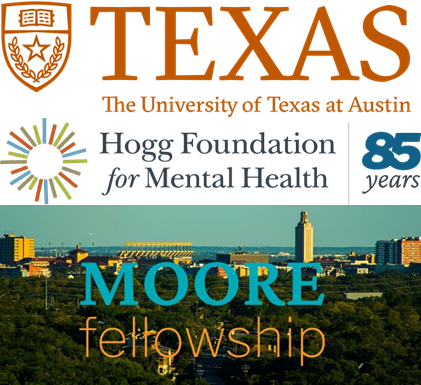 TEXAS
The University of Texas at Austin
Hogg Foundation
for Mental Health
85
years
MOORE
fellowship